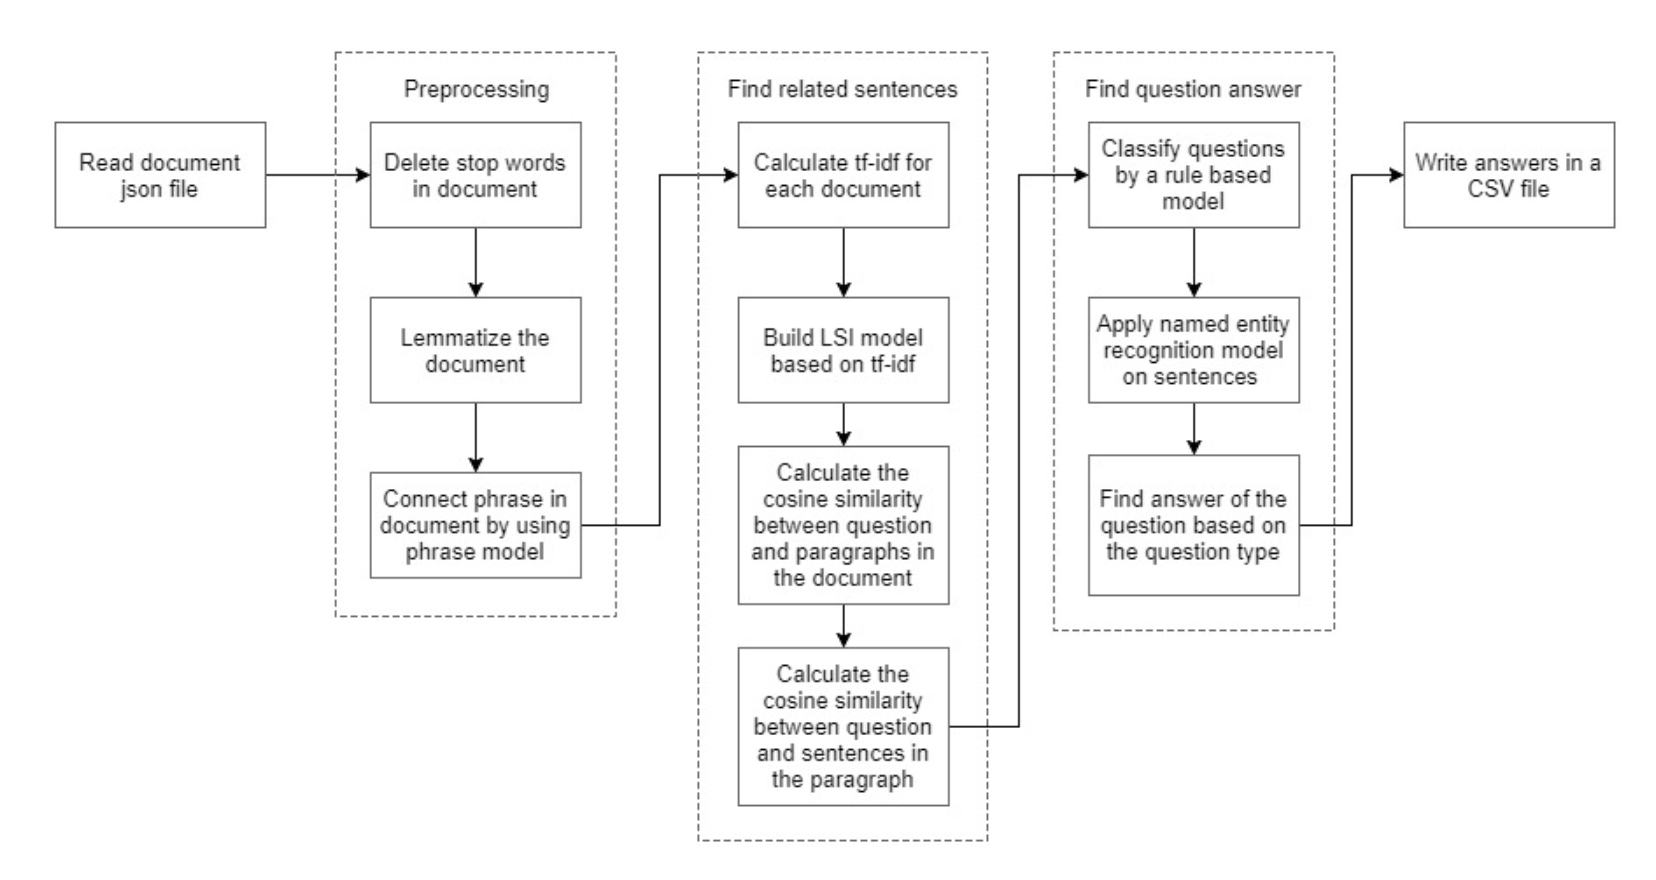 Read document
json file
Preprocessing
Delete stop words
in document
Lemmatize the
document
Connect phrase in
document by using
phrase model
Find related sentences
Calculate tf-idf for
each document
Build LSI model
based on tf-idf
Calculate the
cosine similarity
between question
and paragraphs in
the document
Calculate the
cosine similarity
between question
and sentences in
the paragraph
Find question answer
Classify questions
by a rule based
model
Apply named entity
recognition model
on sentences
Find answer of the
question based on
the question type
Write answers in a
CSV file